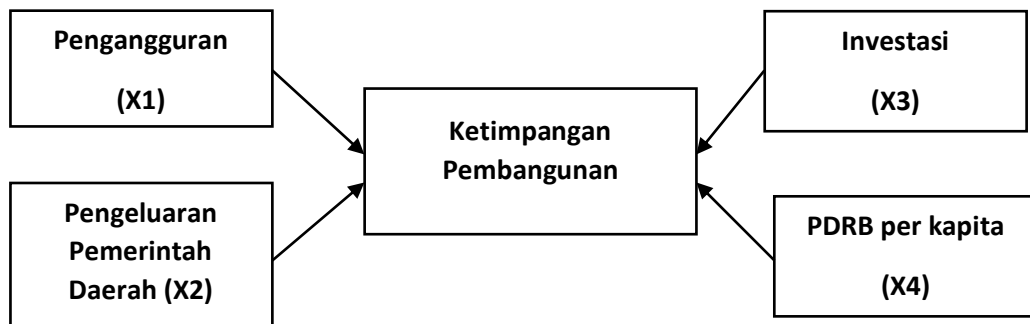 Pengangguran
(X1)
Pengeluaran
Pemerintah
Daerah (X2)
Ketimpangan
Pembangunan
Investasi
(X3)
PDRB per kapita
(X4)